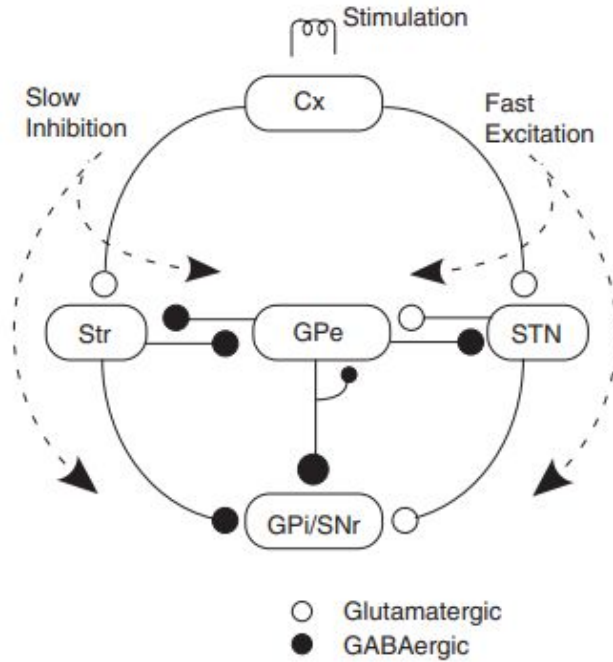 Stimulation
Cx
Slow
Inhibition
Fast
Excitation
Str
GPe
STN
GPi/SNr
Glutamatergic
GABAergic